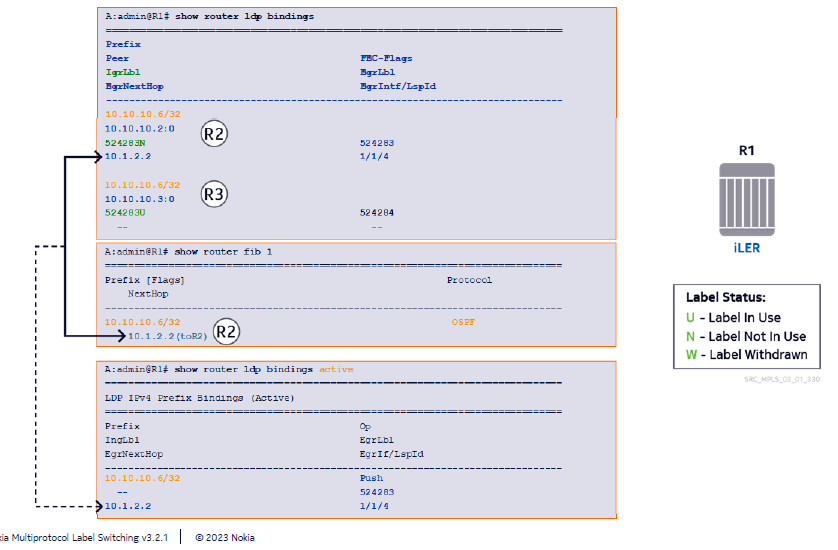 A:admin@R1# show router ldp bindings
Prefix
Peer FEC-Flags
IgrLbl EgrLbl
EgrNextHop EgrIntf/LspId
10.10.10.6/32
10.10.10.2:0
R2
524283N 524283
10.1.2.2 1/1/4
10.10.10.6/32
10.10.10.3:0
R3
524283U 524284
-- --
A:admin@R1# show router fib 1
Prefix [Flags] Protocol
NextHop
10.10.10.6/32 OSPF
10.1.2.2(toR2) R2
A:admin@R1# show router ldp bindings active
LDP IPv4 Prefix Bindings (Active)
Prefix Op
IngLbl EgrLbl
EgrNextHop EgrIf/LspId
10.10.10.6/32 Push
-- 524283
10.1.2.2 1/1/4
R1
iLER
Label Status:
U - Label In Use
N - Label Not In Use
W - Label Withdrawn
SRC_MPLS_03_01_330
kia Multiprotocol Label Switching v3.2.1 | © 2023 Nokia